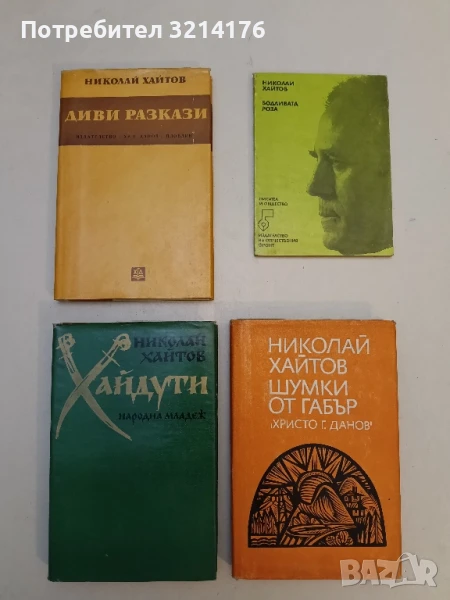 Потребител 3214176
НИКОЛАЙ ХАЙТОВ
ДИВИ РАЗКАЗИ
НИКОЛАЙ
ХАЙТОВ
БОДЛИВАТА
РОЗА
НИКОЛАЙ
ХАЙТОВ
Хайдути
НАРОДНА МЛАДЕЖ
НИКОЛАЙ
ХАЙТОВ
ШУМКИ
ОТ ГАБЪР
„ХРИСТО Г. ДАНОВ“
BAZAR